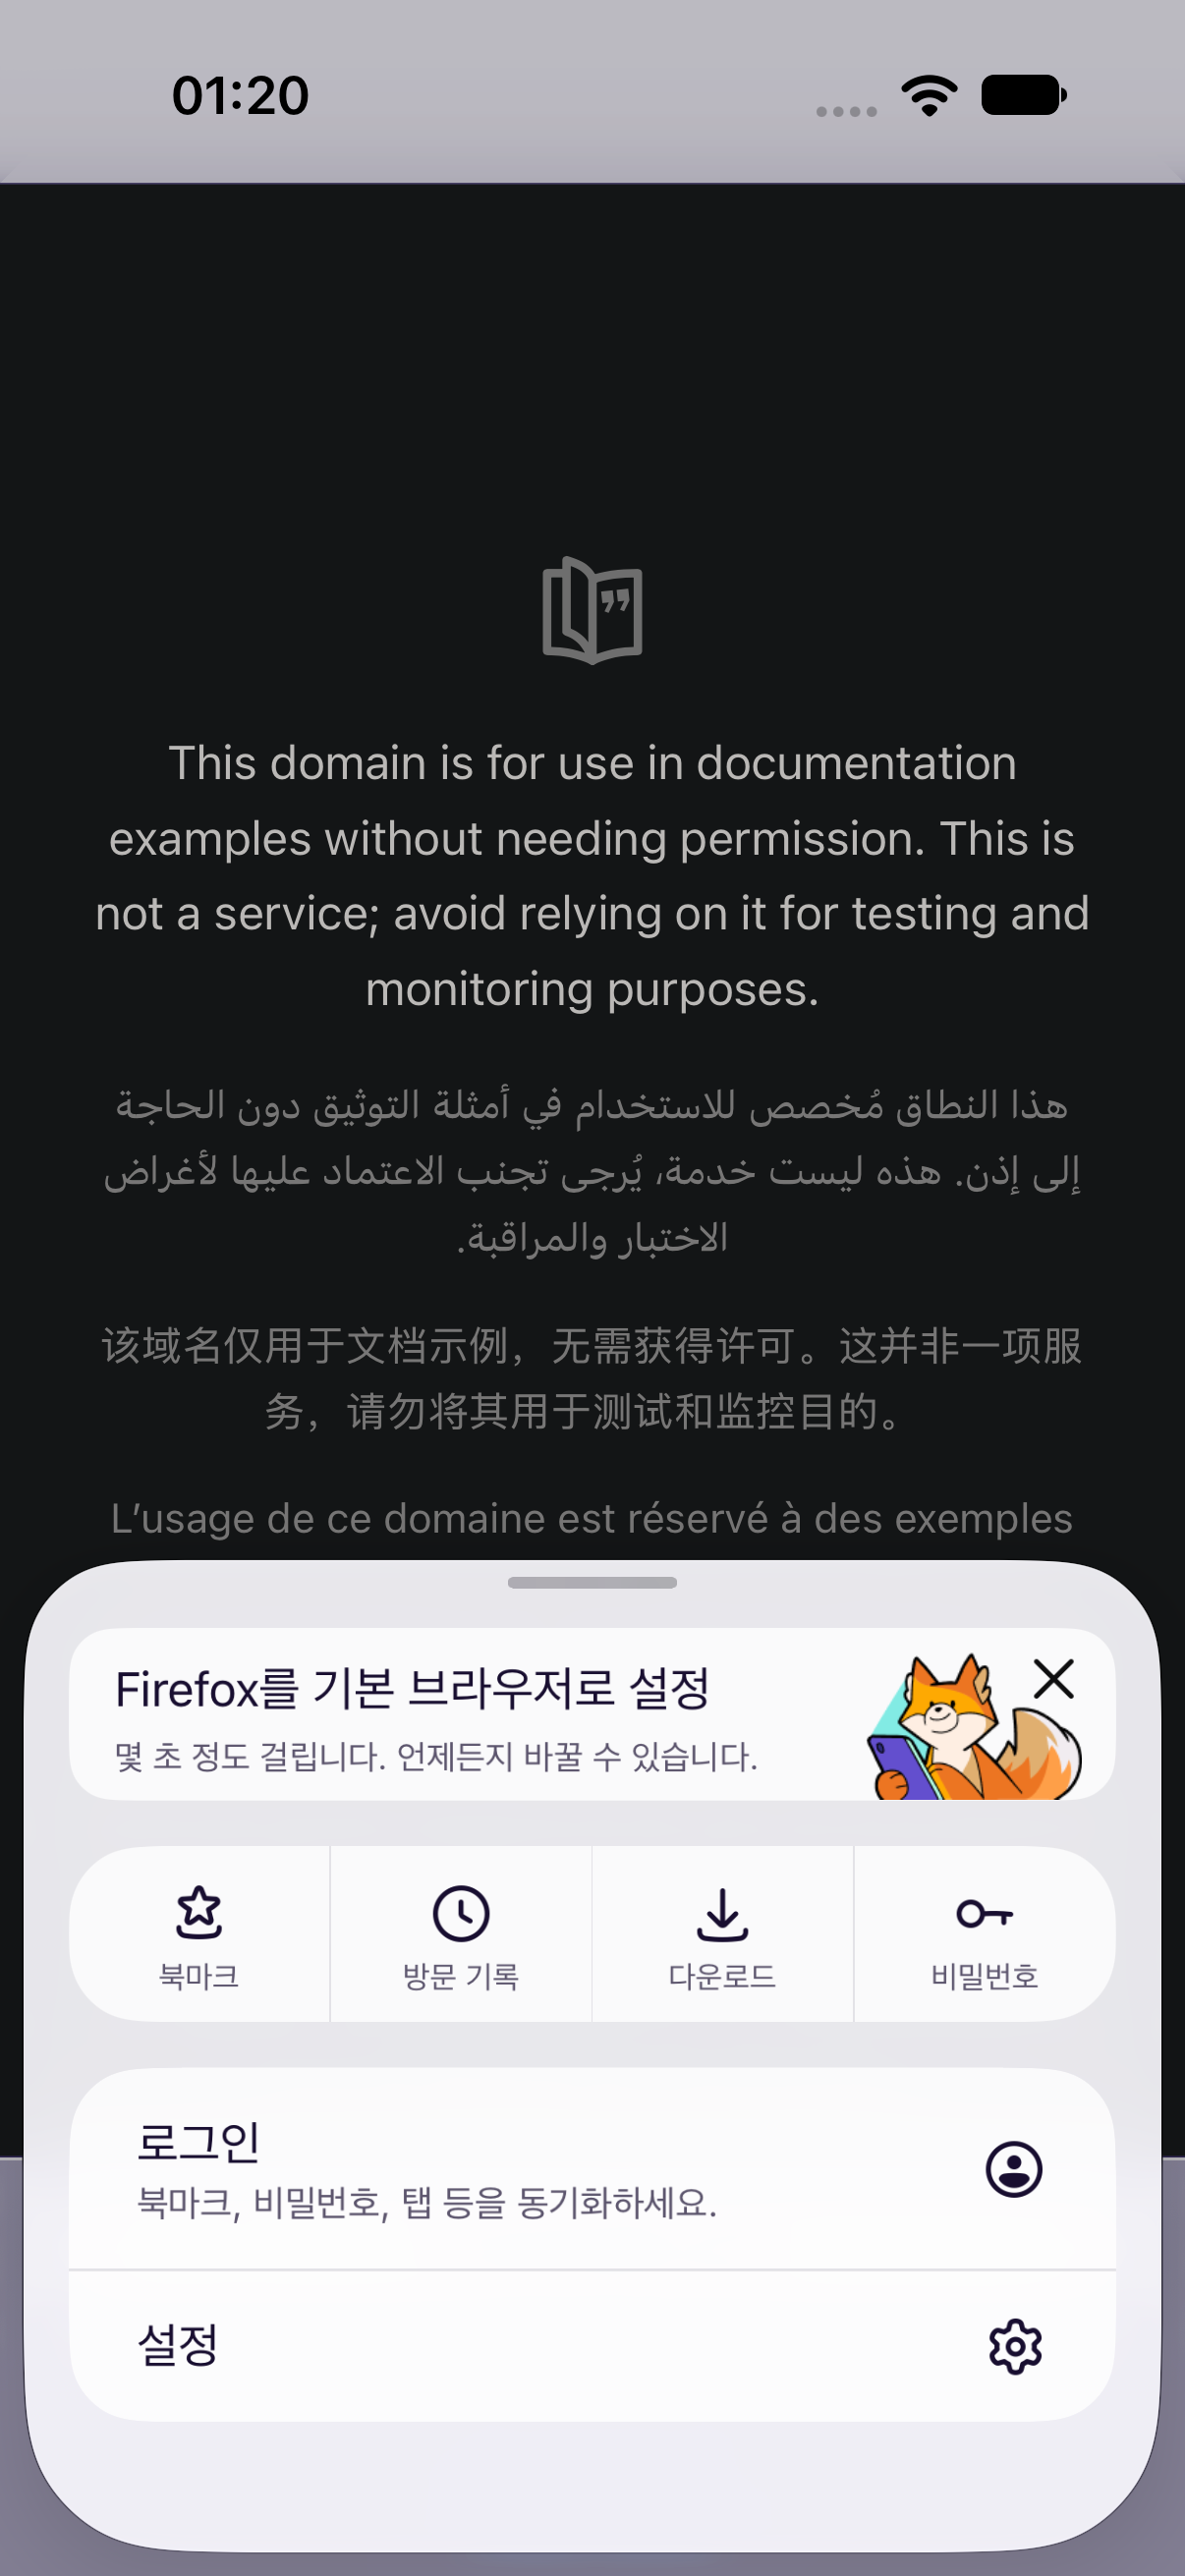 01:20
This domain is for use in documentation
examples without needing permission. This is
not a service; avoid relying on it for testing and
monitoring purposes.
هذا النطاق مُخصص للاستخدام في أمثلة التوثيق دون الحاجة
إلى إذن. هذه ليست خدمة، يُرجى تجنب الاعتماد عليها لأغراض
الاختبار والمراقبة.
该域名仅用于文档示例，无需获得许可。这并非一项服
务，请勿将其用于测试和监控目的。
L’usage de ce domaine est réservé à des exemples
Firefox를 기본 브라우저로 설정
몇 초 정도 걸립니다. 언제든지 바꿀 수 있습니다.
북마크
방문 기록
다운로드
비밀번호
로그인
북마크, 비밀번호, 탭 등을 동기화하세요.
설정